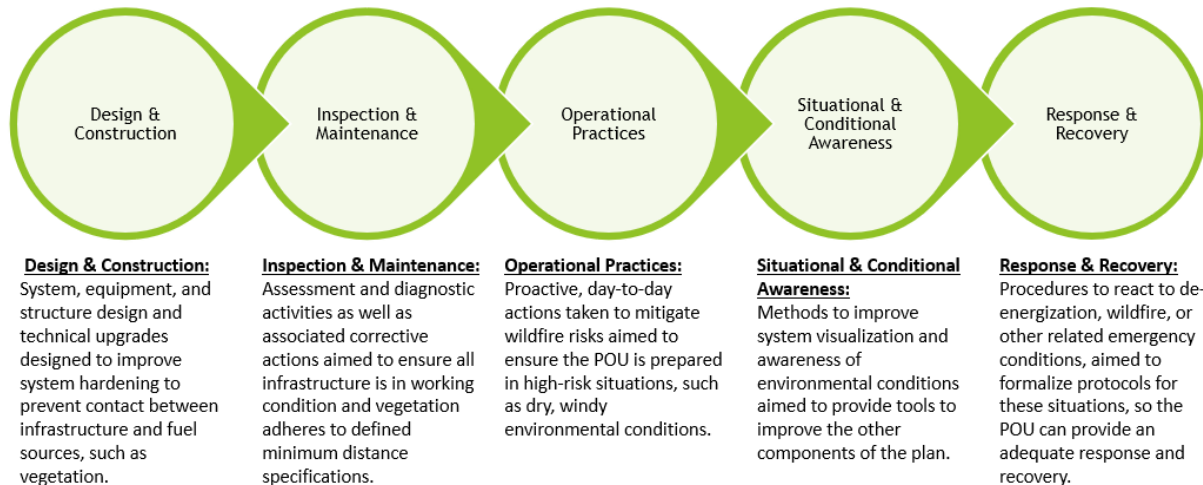 Design &
Construction
Inspection &
Maintenance
Operational
Practices
Situational &
Conditional
Awareness
Response &
Recovery
Design & Construction:
System, equipment, and
structure design and
technical upgrades
designed to improve
system hardening to
prevent contact between
infrastructure and fuel
sources, such as
vegetation.
Inspection & Maintenance:
Assessment and diagnostic
activities as well as
associated corrective
actions aimed to ensure all
infrastructure is in working
condition and vegetation
adheres to defined
minimum distance
specifications.
Operational Practices:
Proactive, day-to-day
actions taken to mitigate
wildfire risks aimed to
ensure the POU is prepared
in high-risk situations, such
as dry, windy
environmental conditions.
Situational & Conditional
Awareness:
Methods to improve
system visualization and
awareness of
environmental conditions
aimed to provide tools to
improve the other
components of the plan.
Response & Recovery:
Procedures to react to de-
energization, wildfire, or
other related emergency
conditions, aimed to
formalize protocols for
these situations, so the
POU can provide an
adequate response and
recovery.